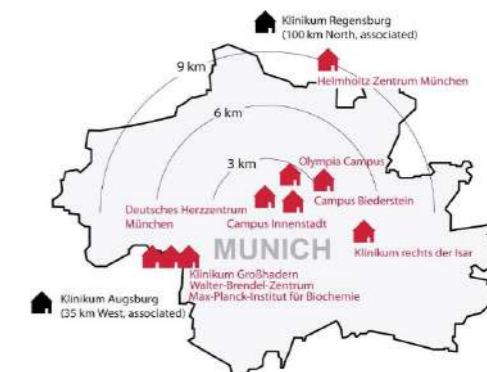 Klinikum Regensburg
(100 km North, associated)
9 km
Helmholtz Zentrum München
6 km
3 km
Olympia Campus
Campus Biederstein
Deutsches Herzzentrum
München
Campus Innenstadt
MUNICH
Klinikum rechts der Isar
Klinikum Großhadern
Walter-Brendel-Zentrum
Max-Planck-Institut für Biochemie
Klinikum Augsburg
(35 km West, associated)